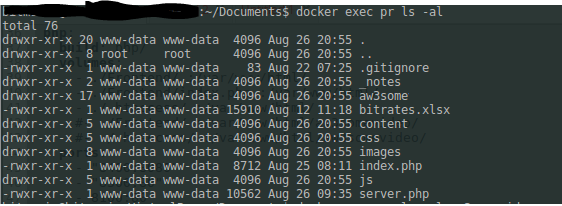 :~/Documents$ docker exec pr ls -al
total 76
drwxr-xr-x 20 www-data www-data  4096 Aug 26 20:55 .
drwxr-xr-x  8 root     root      4096 Aug 26 20:55 ..
-rwxr-xr-x  1 www-data www-data    83 Aug 22 07:25 .gitignore
drwxr-xr-x  2 www-data www-data  4096 Aug 26 20:55 _notes
drwxr-xr-x 17 www-data www-data  4096 Aug 26 20:55 aw3some
-rwxr-xr-x  1 www-data www-data 15910 Aug 12 11:18 bitrates.xlsx
drwxr-xr-x  5 www-data www-data  4096 Aug 26 20:55 content
drwxr-xr-x  5 www-data www-data  4096 Aug 26 20:55 css
drwxr-xr-x  8 www-data www-data  4096 Aug 26 20:55 images
-rwxr-xr-x  1 www-data www-data  8712 Aug 25 08:11 index.php
drwxr-xr-x  5 www-data www-data  4096 Aug 26 20:55 js
-rwxr-xr-x  1 www-data www-data 10562 Aug 26 09:35 server.php